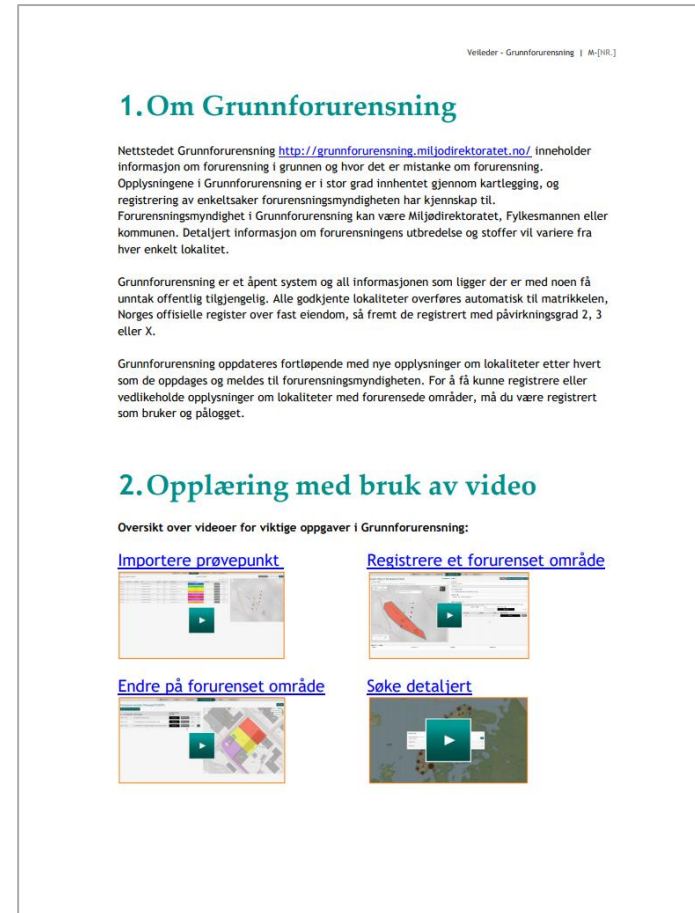 Veileder - Grunnforurensning | M-[NR.]
1. Om Grunnforurensning
Nettstedet Grunnforurensning http://grunnforurensning.miljodirektoratet.no/ inneholder
informasjon om forurensning i grunnen og hvor det er mistanke om forurensning.
Opplysningene i Grunnforurensning er i stor grad innhentet gjennom kartlegging, og
registrering av enkeltsaker forurensningsmyndigheten har kjennskap til.
Forurensningsmyndighet i Grunnforurensning kan være Miljødirektoratet, Fylkesmannen eller
kommunen. Detaljert informasjon om forurensningens utbredelse og stoffer vil variere fra
hver enkelt lokalitet.
Grunnforurensning er et åpent system og all informasjonen som ligger der er med noen få
unntak offentlig tilgjengelig. Alle godkjente lokaliteter overføres automatisk til matrikkelen,
Norges offisielle register over fast eiendom, så fremt de registrert med påvirkningsgrad 2, 3
eller X.
Grunnforurensning oppdateres fortløpende med nye opplysninger om lokaliteter etter hvert
som de oppdages og meldes til forurensningsmyndigheten. For å få kunne registrere eller
vedlikeholde opplysninger om lokaliteter med forurensede områder, må du være registrert
som bruker og pålogget.
2. Opplæring med bruk av video
Oversikt over videoer for viktige oppgaver i Grunnforurensning:
Importere prøvepunkt
Registrere et forurenset område
Endre på forurenset område
Søke detaljert